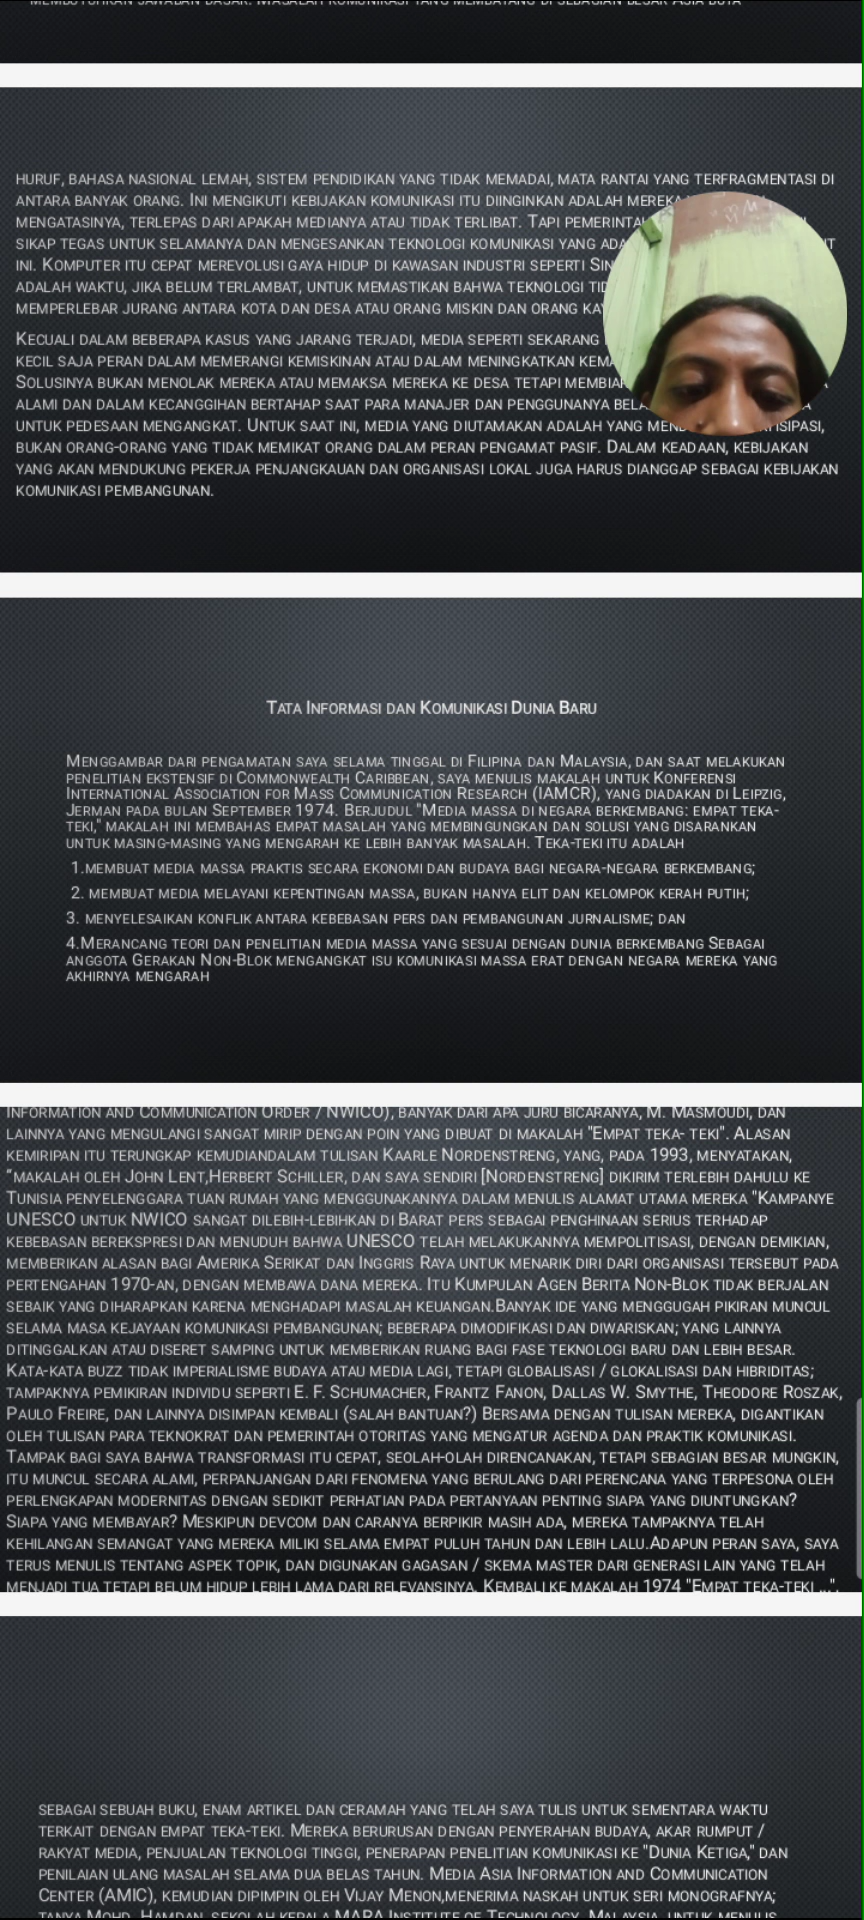 HURUF, BAHASA NASIONAL LEMAH, SISTEM PENDIDIKAN YANG TIDAK MEMADAI, MATA RANTAI YANG TERFRAGMENTASI DI
ANTARA BANYAK ORANG. INI MENGIKUTI KEBIJAKAN KOMUNIKASI ITU DIINGINKAN ADALAH MEREKA
MENGATASINYA, TERLEPAS DARI APAKAH MEDIANYA ATAU TIDAK TERLIBAT. TAPI
SIKAP TEGAS UNTUK SELAMANYA DAN MENGESANKAN TEKNOLOGI KOMUNIKASI YANG
INI. KOMPUTER ITU CEPAT MEREVOLUSI GAYA HIDUP DI KAWASAN INDUSTRI SEPERTI
ADALAH WAKTU, JIKA BELUM TERLAMBAT, UNTUK MEMASTIKAN BAHWA TEKNOLOGI
MEMPERLEBAR JURANG ANTARA KOTA DAN DESA ATAU ORANG MISKIN DAN ORANG
KECUALI DALAM BEBERAPA KASUS YANG JARANG TERJADI, MEDIA SEPERTI SEKARANG
KECIL SAJA PERAN DALAM MEMERANGI KEMISKINAN ATAU DALAM MENINGKATKAN
SOLUSINYA BUKAN MENOLAK MEREKA ATAU MEMAKSA MEREKA KE DESA TETAPI
ALAMI DAN DALAM KECANGGIHAN BERTAHAP SAAT PARA MANAJER DAN PENGGUNANYA
UNTUK PEDESAAN MENGANGKAT. UNTUK SAAT INI, MEDIA YANG DIUTAMAKAN ADALAH YANG
BUKAN ORANG-ORANG YANG TIDAK MEMIKAT ORANG DALAM PERAN PENGAMAT PASIF. DALAM KEADAAN, KEBIJAKAN
YANG AKAN MENDUKUNG PEKERJA PENJANGKAUAN DAN ORGANISASI LOKAL JUGA HARUS DIANGGAP SEBAGAI KEBIJAKAN
KOMUNIKASI PEMBANGUNAN.
TATA INFORMASI DAN KOMUNIKASI DUNIA BARU
MENGGAMBAR DARI PENGAMATAN SAYA SELAMA TINGGAL DI FILIPINA DAN MALAYSIA, DAN SAAT MELAKUKAN
PENELITIAN EKSTENSIF DI COMMONWEALTH CARIBBEAN, SAYA MENULIS MAKALAH UNTUK KONFERENSI
INTERNATIONAL ASSOCIATION FOR MASS COMMUNICATION RESEARCH (IAMCR), YANG DIADAKAN DI LEIPZIG,
JERMAN PADA BULAN SEPTEMBER 1974. BERJUDUL "MEDIA MASSA DI NEGARA BERKEMBANG: EMPAT TEKA-
TEKI," MAKALAH INI MEMBAHAS EMPAT MASALAH YANG MEMBINGUNGKAN DAN SOLUSI YANG DISARANKAN
UNTUK MASING-MASING YANG MENGARAH KE LEBIH BANYAK MASALAH. TEKA-TEKI ITU ADALAH
1.MEMBUAT MEDIA MASSA PRAKTIS SECARA EKONOMI DAN BUDAYA BAGI NEGARA-NEGARA BERKEMBANG;
2. MEMBUAT MEDIA MELAYANI KEPENTINGAN MASSA, BUKAN HANYA ELIT DAN KELOMPOK KERAH PUTIH;
3. MENYELESAIKAN KONFLIK ANTARA KEBEBASAN PERS DAN PEMBANGUNAN JURNALISME; DAN
4.MERANCANG TEORI DAN PENELITIAN MEDIA MASSA YANG SESUAI DENGAN DUNIA BERKEMBANG SEBAGAI
ANGGOTA GERAKAN NON-BLOK MENGANGKAT ISU KOMUNIKASI MASSA ERAT DENGAN NEGARA MEREKA YANG
AKHIRNYA MENGARAH
INFORMATION AND COMMUNICATION ORDER / NWICO), BANYAK DARI APA JURU BICARANYA, M. MASMOUDI, DAN
LAINNYA YANG MENGULANGI SANGAT MIRIP DENGAN POIN YANG DIBUAT DI MAKALAH "EMPAT TEKA- TEKI". ALASAN
KEMIRIPAN ITU TERUNGKAP KEMUDIANDALAM TULISAN KAARLE NORDENSTRENG, YANG, PADA 1993, MENYATAKAN,
“MAKALAH OLEH JOHN LENT,HERBERT SCHILLER, DAN SAYA SENDIRI [NORDENSTRENG] DIKIRIM TERLEBIH DAHULU KE
TUNISIA PENYELENGGARA TUAN RUMAH YANG MENGGUNAKANNYA DALAM MENULIS ALAMAT UTAMA MEREKA "KAMPANYE
UNESCO UNTUK NWICO SANGAT DILEBIH-LEBIHKAN DI BARAT PERS SEBAGAI PENGHINAAN SERIUS TERHADAP
KEBEBASAN BEREKSPRESI DAN MENUDUH BAHWA UNESCO TELAH MELAKUKANNYA MEMPOLITISASI, DENGAN DEMIKIAN,
MEMBERIKAN ALASAN BAGI AMERIKA SERIKAT DAN INGGRIS RAYA UNTUK MENARIK DIRI DARI ORGANISASI TERSEBUT PADA
PERTENGAHAN 1970-AN, DENGAN MEMBAWA DANA MEREKA. ITU KUMPULAN AGEN BERITA NON-BLOK TIDAK BERJALAN
SEBAIK YANG DIHARAPKAN KARENA MENGHADAPI MASALAH KEUANGAN.BANYAK IDE YANG MENGGUGAH PIKIRAN MUNCUL
SELAMA MASA KEJAYAAN KOMUNIKASI PEMBANGUNAN; BEBERAPA DIMODIFIKASI DAN DIWARISKAN; YANG LAINNYA
DITINGGALKAN ATAU DISERET SAMPING UNTUK MEMBERIKAN RUANG BAGI FASE TEKNOLOGI BARU DAN LEBIH BESAR.
KATA-KATA BUZZ TIDAK IMPERIALISME BUDAYA ATAU MEDIA LAGI, TETAPI GLOBALISASI / GLOKALISASI DAN HIBRIDITAS;
TAMPAKNYA PEMIKIRAN INDIVIDU SEPERTI E. F. SCHUMACHER, FRANTZ FANON, DALLAS W. SMYTHE, THEODORE ROSZAK,
PAULO FREIRE, DAN LAINNYA DISIMPAN KEMBALI (SALAH BANTUAN?) BERSAMA DENGAN TULISAN MEREKA, DIGANTIKAN
OLEH TULISAN PARA TEKNOKRAT DAN PEMERINTAH OTORITAS YANG MENGATUR AGENDA DAN PRAKTIK KOMUNIKASI.
TAMPAK BAGI SAYA BAHWA TRANSFORMASI ITU CEPAT, SEOLAH-OLAH DIRENCANAKAN, TETAPI SEBAGIAN BESAR MUNGKIN,
ITU MUNCUL SECARA ALAMI, PERPANJANGAN DARI FENOMENA YANG BERULANG DARI PERENCANA YANG TERPESONA OLEH
PERLENGKAPAN MODERNITAS DENGAN SEDIKIT PERHATIAN PADA PERTANYAAN PENTING SIAPA YANG DIUNTUNGKAN?
SIAPA YANG MEMBAYAR? MESKIPUN DEVCOM DAN CARANYA BERPIKIR MASIH ADA, MEREKA TAMPAKNYA TELAH
KEHILANGAN SEMANGAT YANG MEREKA MILIKI SELAMA EMPAT PULUH TAHUN DAN LEBIH LALU.ADAPUN PERAN SAYA, SAYA
TERUS MENULIS TENTANG ASPEK TOPIK, DAN DIGUNAKAN GAGASAN / SKEMA MASTER DARI GENERASI LAIN YANG TELAH
MENJADI TUA TETAPI BELUM HIDUP LEBIH LAMA DARI RELEVANSINYA. KEMBALI KE MAKALAH 1974 "EMPAT TEKA-TEKI ...",
SEBAGAI SEBUAH BUKU, ENAM ARTIKEL DAN CERAMAH YANG TELAH SAYA TULIS UNTUK SEMENTARA WAKTU
TERKAIT DENGAN EMPAT TEKA-TEKI. MEREKA BERURUSAN DENGAN PENYERAHAN BUDAYA, AKAR RUMPUT /
RAKYAT MEDIA, PENJUALAN TEKNOLOGI TINGGI, PENERAPAN PENELITIAN KOMUNIKASI KE "DUNIA KETIGA," DAN
PENILAIAN ULANG MASALAH SELAMA DUA BELAS TAHUN. MEDIA ASIA INFORMATION AND COMMUNICATION
CENTER (AMIC), KEMUDIAN DIPIMPIN OLEH VIJAY MENON,MENERIMA NASKAH UNTUK SERI MONOGRAFNYA;
TANYA MOHD. HAMDAN, SEKOLAH KEPALA MARA INSTITUTE OF TECHNOLOGY, MALAYSIA, UNTUK MENULIS